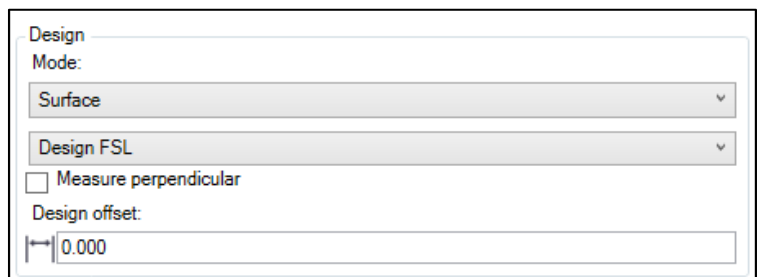 Design
Mode:
Surface
Design FSL
Measure perpendicular
Design offset:
0.000